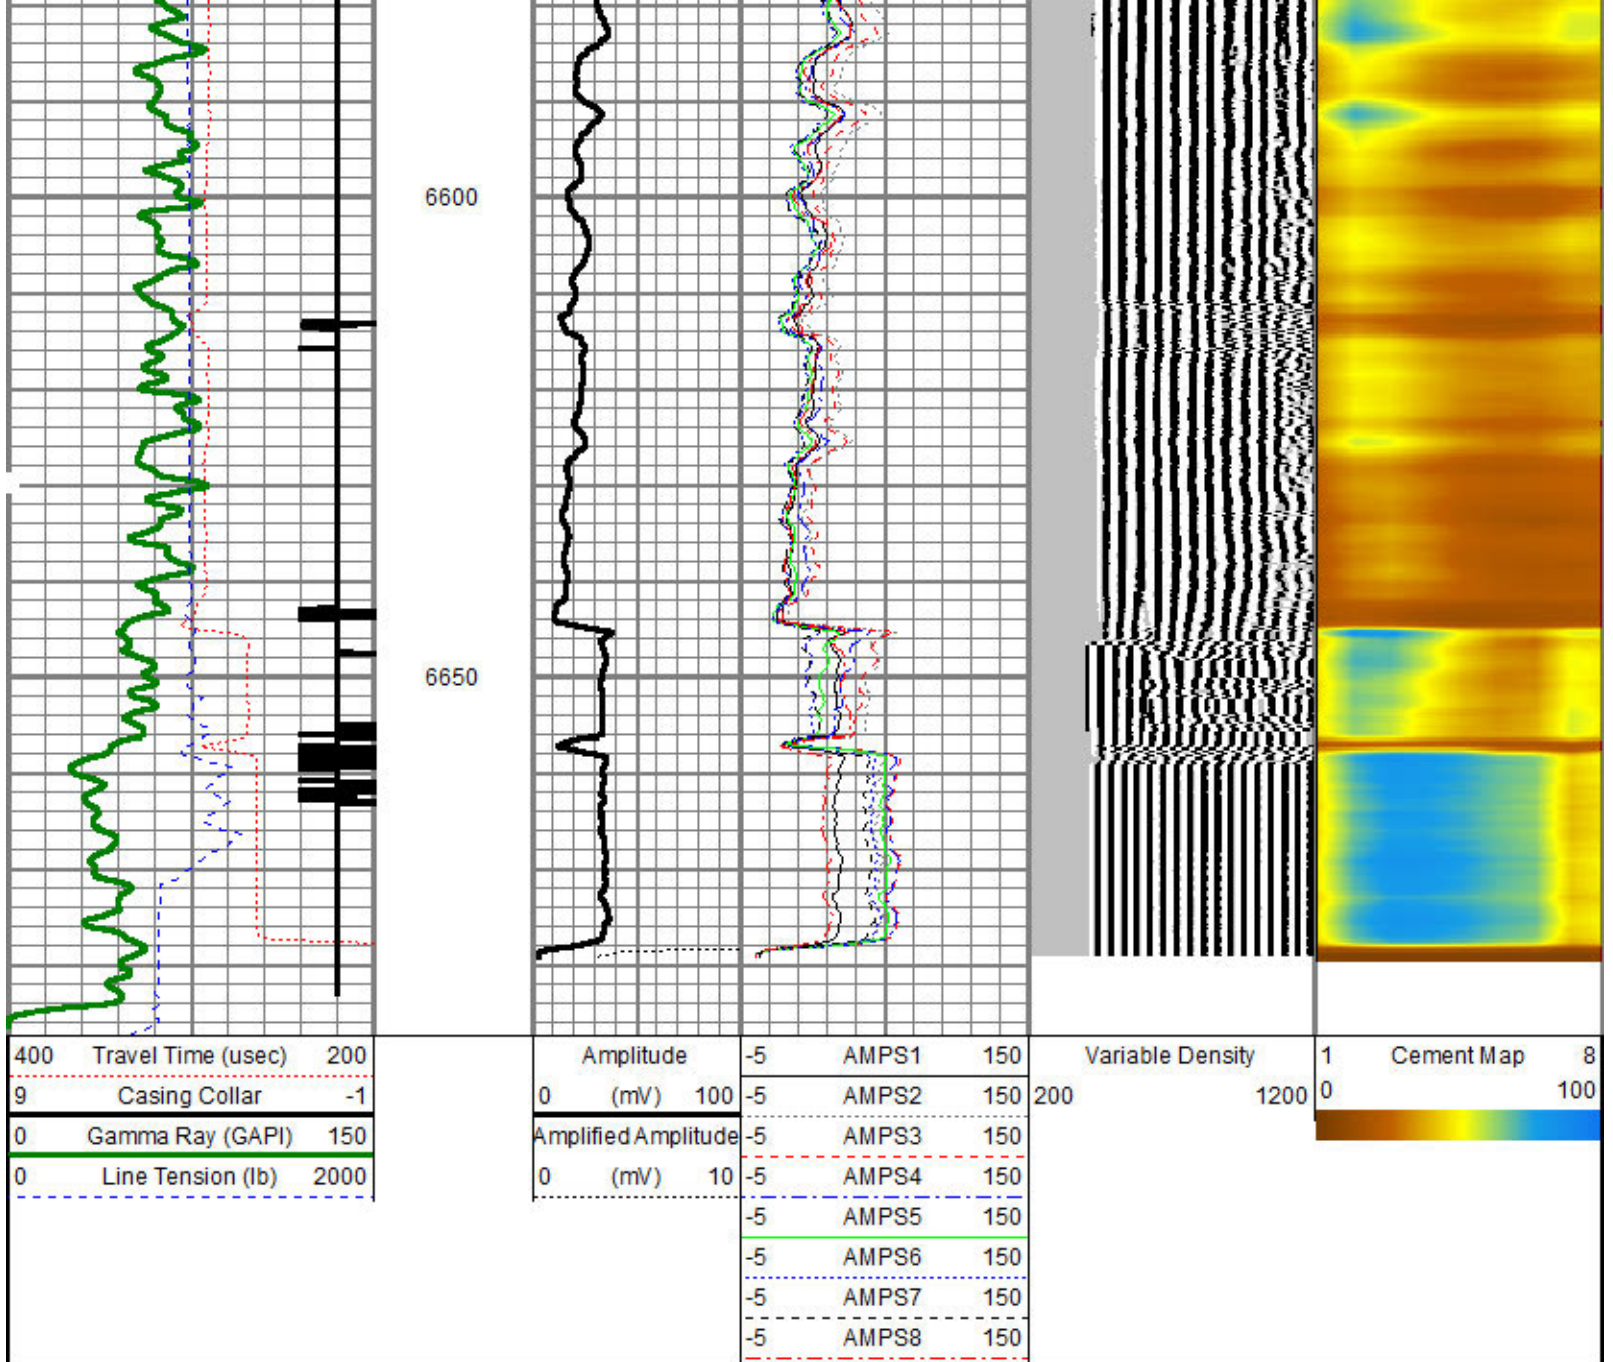 6600
6650
400 Travel Time (usec) 200
9 Casing Collar -1
0 Gamma Ray (GAPI) 150
0 Line Tension (lb) 2000
Amplitude
0 (mV) 100
Amplified Amplitude
0 (mV) 10
-5 AMPS1 150
-5 AMPS2 150
-5 AMPS3 150
-5 AMPS4 150
-5 AMPS5 150
-5 AMPS6 150
-5 AMPS7 150
-5 AMPS8 150
Variable Density
200 1200
1 Cement Map 8
0 100